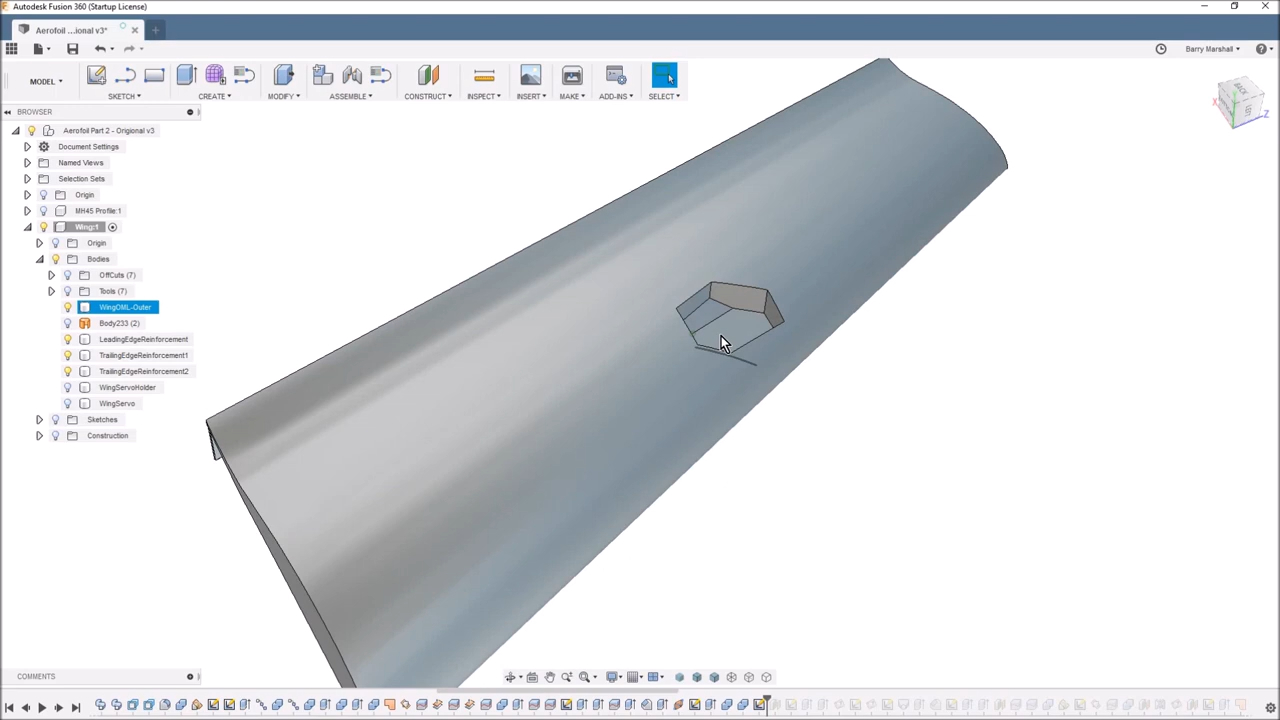 Autodesk Fusion 360 (Startup License)
Aerofoil ...ional v3*
Barry Marshall
MODEL
SKETCH
CREATE
MODIFY
ASSEMBLE
CONSTRUCT
INSPECT
INSERT
MAKE
ADD-INS
SELECT
BROWSER
Aerofoil Part 2 - Origional v3
Document Settings
Named Views
Selection Sets
Origin
MH45 Profile:1
Wing:1
Origin
Bodies
OffCuts (7)
Tools (7)
WingOML-Outer
Body233 (2)
LeadingEdgeReinforcement
TrailingEdgeReinforcement1
TrailingEdgeReinforcement2
WingServoHolder
WingServo
Sketches
Construction
X
Z
COMMENTS